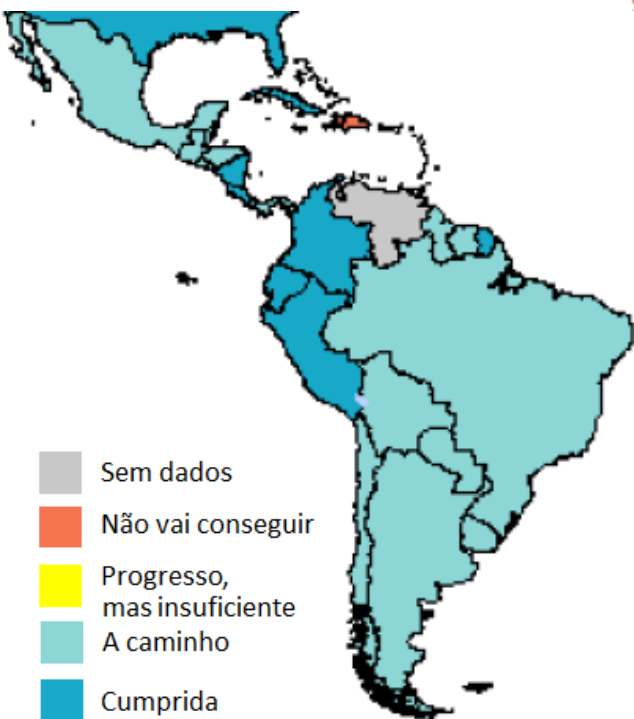 Sem dados
Não vai conseguir
Progresso,
mas insuficiente
A caminho
Cumprida